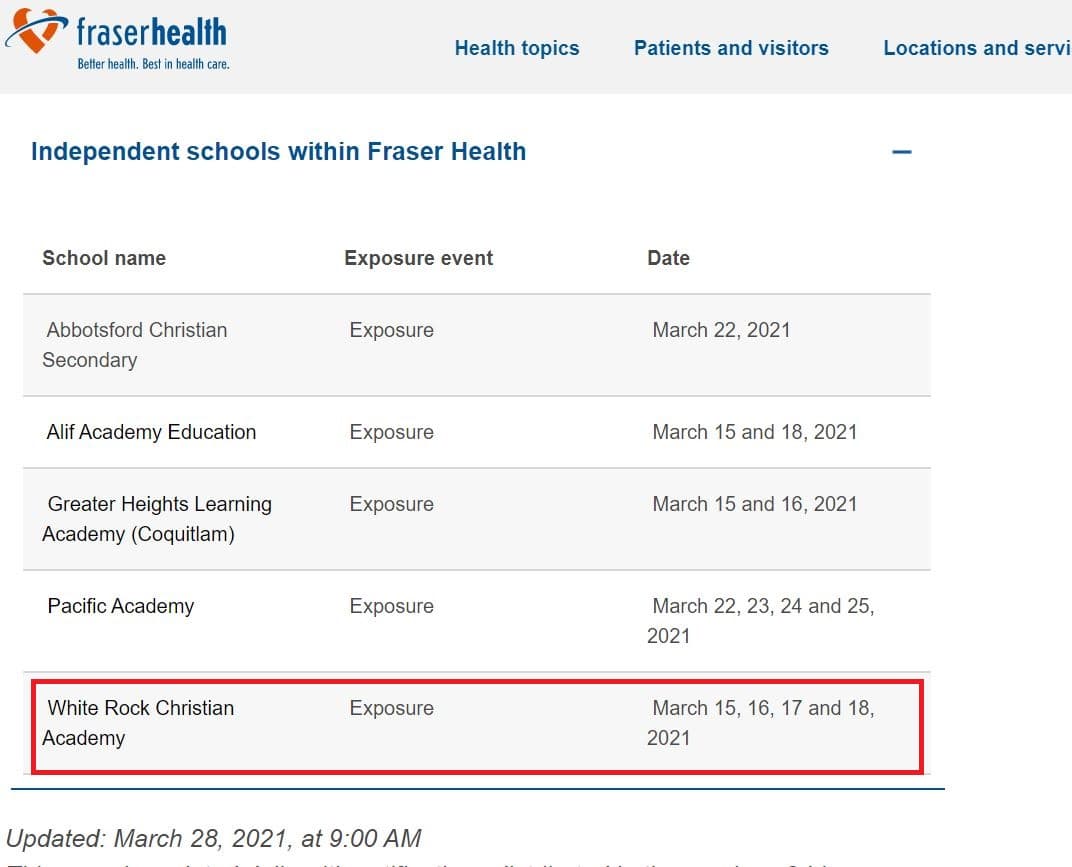 fraserhealth
Better health. Best in health care.
Health topics
Patients and visitors
Locations and servi
Independent schools within Fraser Health
School name Exposure event Date
Abbotsford Christian Exposure March 22, 2021
Secondary
Alif Academy Education Exposure March 15 and 18, 2021
Greater Heights Learning Exposure March 15 and 16, 2021
Academy (Coquitlam)
Pacific Academy Exposure March 22, 23, 24 and 25,
2021
White Rock Christian Exposure March 15, 16, 17 and 18,
Academy 2021
Updated: March 28, 2021, at 9:00 AM